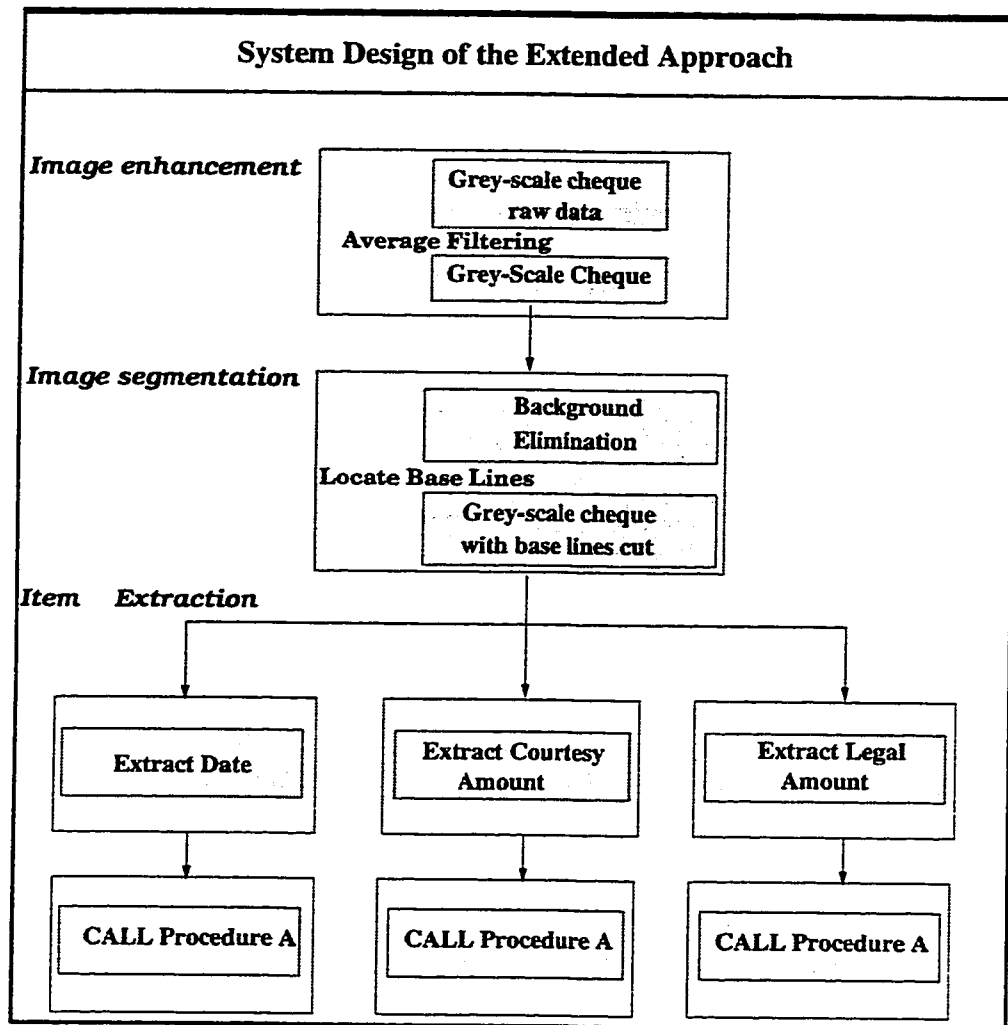 System Design of the Extended Approach
Image enhancement
Grey-scale cheque
raw data
Average Filtering
Grey-Scale Cheque
Image segmentation
Background
Elimination
Locate Base Lines
Grey-scale cheque
with base lines cut
Item Extraction
Extract Date
Extract Courtesy
Amount
Extract Legal
Amount
CALL Procedure A
CALL Procedure A
CALL Procedure A